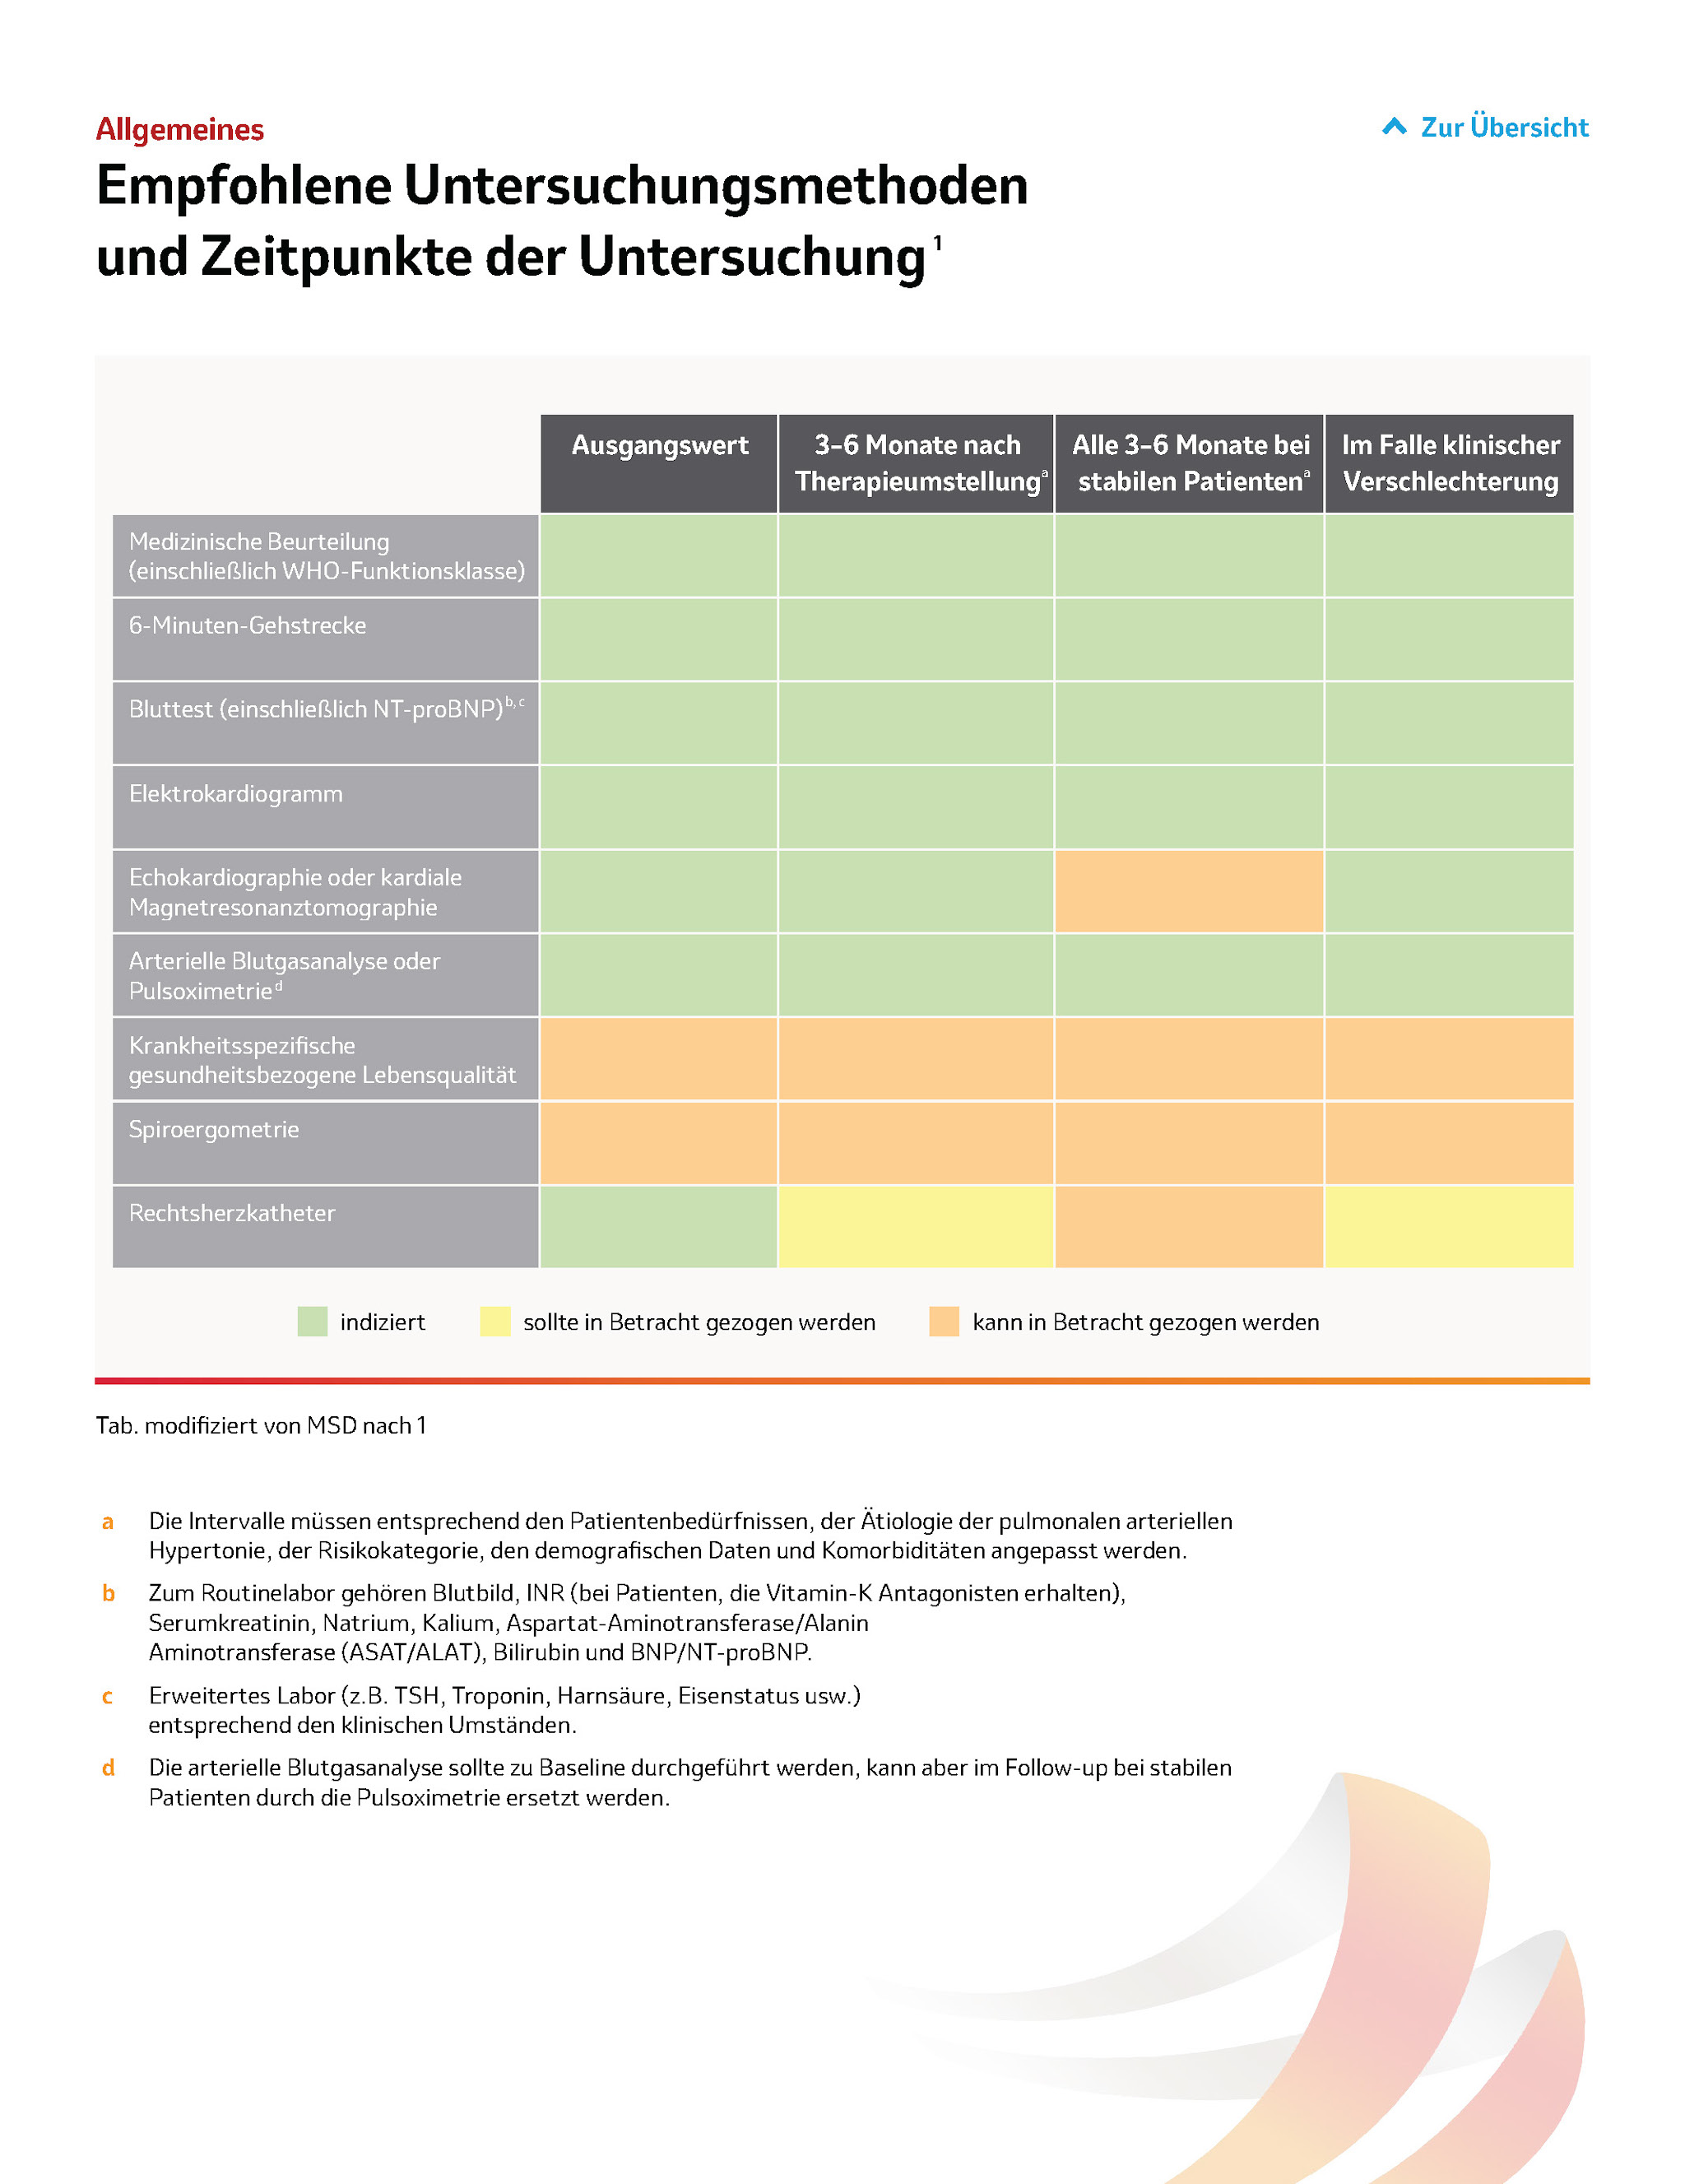 Allgemeines
Zur Übersicht
Empfohlene Untersuchungsmethoden
und Zeitpunkte der Untersuchung¹
Ausgangswert
3–6 Monate nach
Therapieumstellungᵃ
Alle 3–6 Monate bei
stabilen Patientenᵃ
Im Falle klinischer
Verschlechterung
Medizinische Beurteilung
(einschließlich WHO-Funktionsklasse)
6-Minuten-Gehstrecke
Bluttest (einschließlich NT-proBNP)ᵇ,ᶜ
Elektrokardiogramm
Echokardiographie oder kardiale
Magnetresonanztomographie
Arterielle Blutgasanalyse oder
Pulsoximetrieᵈ
Krankheitsspezifische
gesundheitsbezogene Lebensqualität
Spiroergometrie
Rechtsherzkatheter
indiziert
sollte in Betracht gezogen werden
kann in Betracht gezogen werden
Tab. modifiziert von MSD nach 1
a Die Intervalle müssen entsprechend den Patientenbedürfnissen, der Ätiologie der pulmonalen arteriellen
Hypertonie, der Risikokategorie, den demografischen Daten und Komorbiditäten angepasst werden.
b Zum Routinelabor gehören Blutbild, INR (bei Patienten, die Vitamin-K Antagonisten erhalten),
Serumkreatinin, Natrium, Kalium, Aspartat-Aminotransferase/Alanin
Aminotransferase (ASAT/ALAT), Bilirubin und BNP/NT-proBNP.
c Erweitertes Labor (z.B. TSH, Troponin, Harnsäure, Eisenstatus usw.)
entsprechend den klinischen Umständen.
d Die arterielle Blutgasanalyse sollte zu Baseline durchgeführt werden, kann aber im Follow-up bei stabilen
Patienten durch die Pulsoximetrie ersetzt werden.